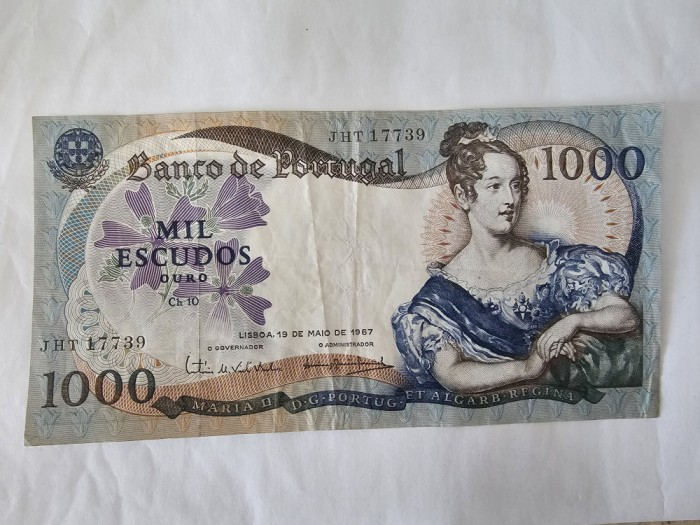 JHT 17739
Banco de Portugal
1000
MIL
ESCUDOS
OURO
Ch 10
LISBOA, 19 DE MAIO DE 1967
O GOVERNADOR
O ADMINISTRADOR
JHT 17739
1000
MARIA II D·G·PORTUG· ET ALGARB·REGINA